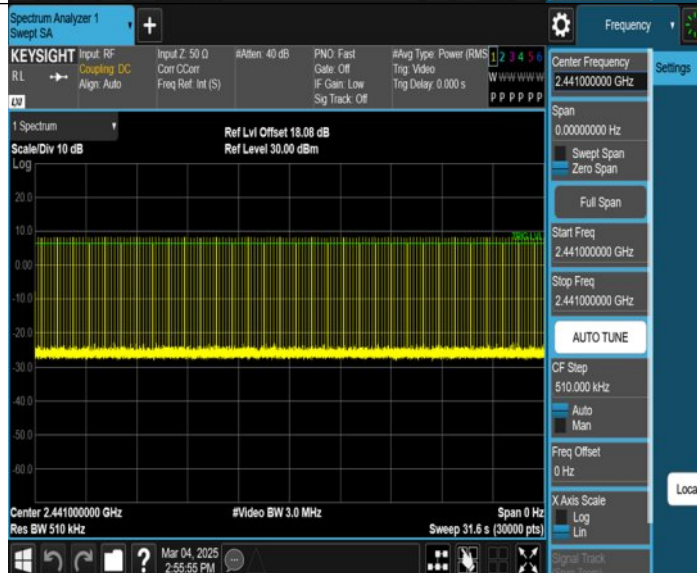 Spectrum Analyzer 1
Swept SA
+
KEYSIGHT
RL
LXI
Input: RF
Coupling: DC
Align: Auto
Input Z: 50 Ω
Corr CCorr
Freq Ref: Int (S)
#Atten: 40 dB
PNO: Fast
Gate: Off
IF Gain: Low
Sig Track: Off
#Avg Type: Power (RMS
Trig: Video
Trig Delay: 0.000 s
1 2 3 4 5 6
W W W W W W
P P P P P P
1 Spectrum
Scale/Div 10 dB
Log
Ref Lvl Offset 18.08 dB
Ref Level 30.00 dBm
20.0
10.0
0.00
-10.0
-20.0
-30.0
-40.0
-50.0
-60.0
TRIG LVL
Center 2.441000000 GHz
Res BW 510 kHz
#Video BW 3.0 MHz
Span 0 Hz
Sweep 31.6 s (30000 pts)
?
Mar 04, 2025
2:55:55 PM
Frequency
Settings
Center Frequency
2.441000000 GHz
Span
0.00000000 Hz
Swept Span
Zero Span
Full Span
Start Freq
2.441000000 GHz
Stop Freq
2.441000000 GHz
AUTO TUNE
CF Step
510.000 kHz
Auto
Man
Freq Offset
0 Hz
X Axis Scale
Log
Lin
Signal Track
Loca